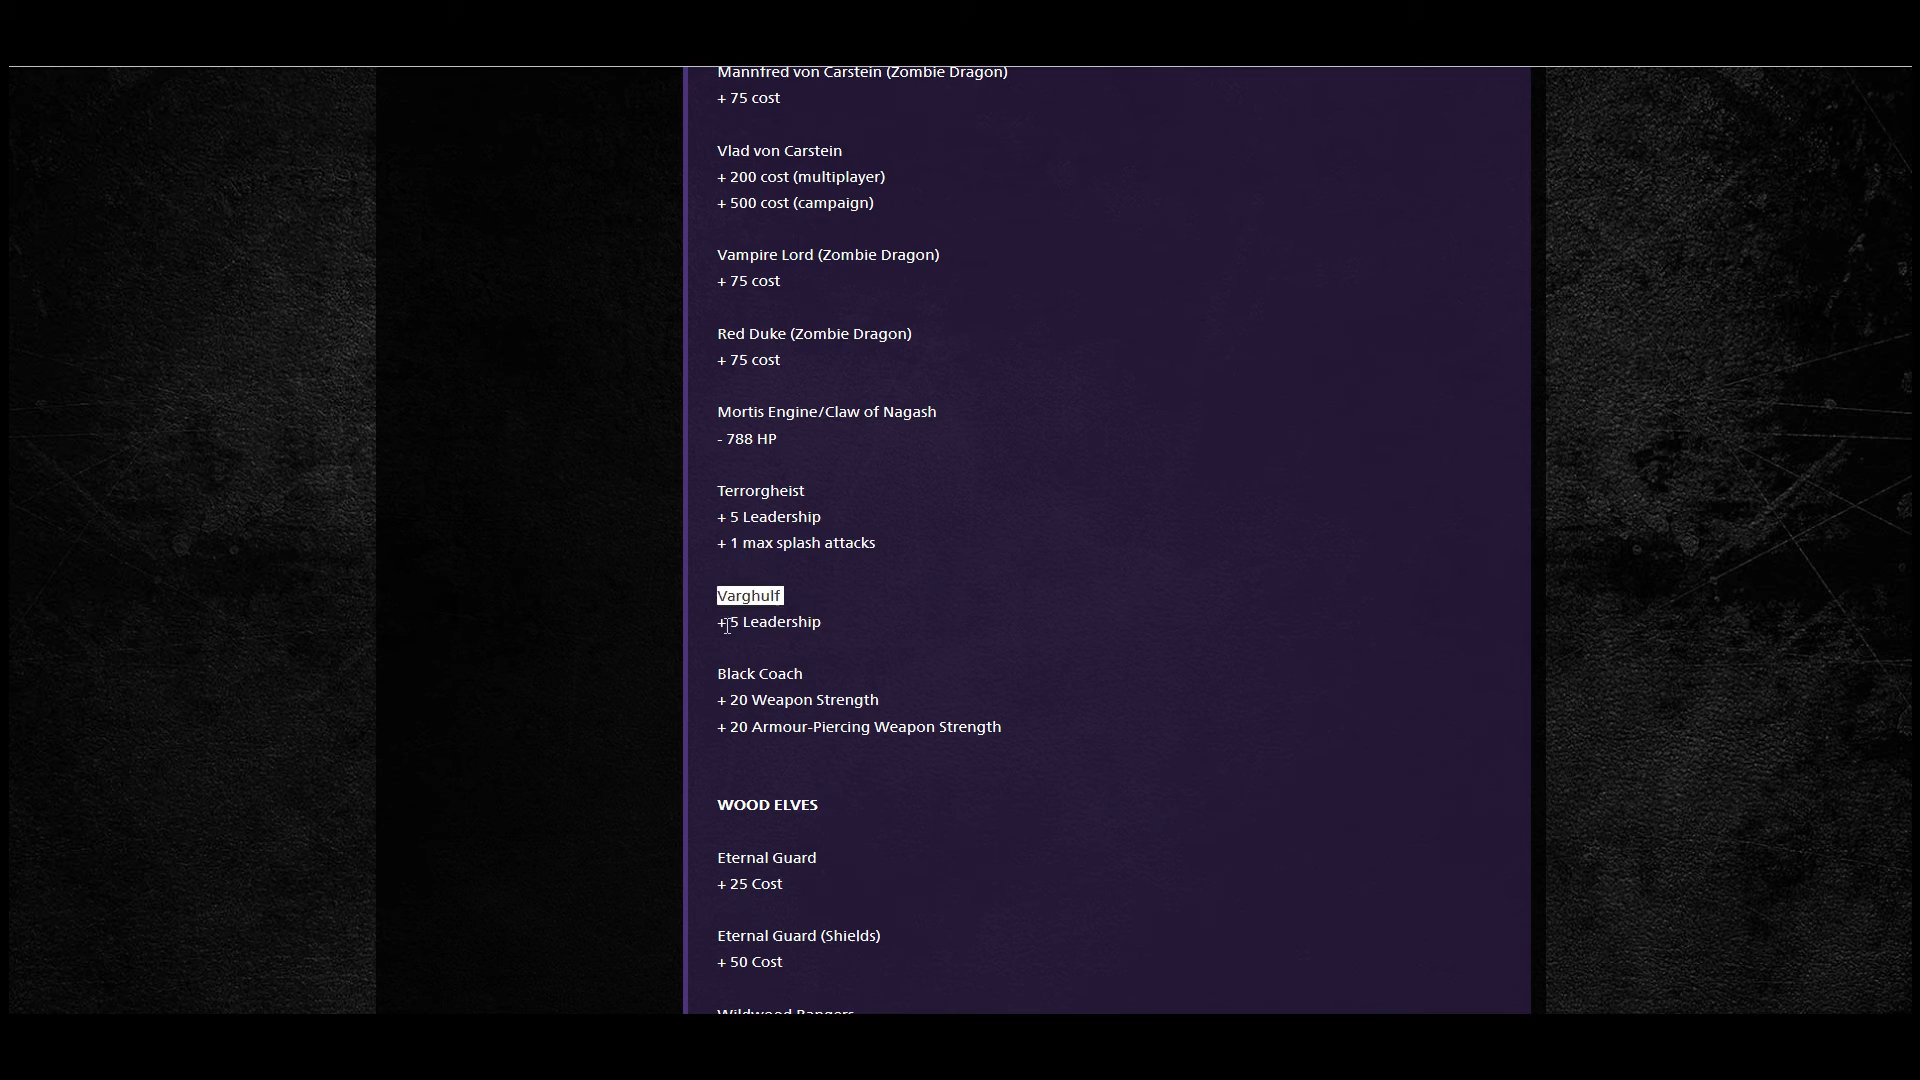 Mannfred von Carstein (Zombie Dragon)
+ 75 cost
Vlad von Carstein
+ 200 cost (multiplayer)
+ 500 cost (campaign)
Vampire Lord (Zombie Dragon)
+ 75 cost
Red Duke (Zombie Dragon)
+ 75 cost
Mortis Engine/Claw of Nagash
- 788 HP
Terrorgheist
+ 5 Leadership
+ 1 max splash attacks
Varghulf
+ 5 Leadership
Black Coach
+ 20 Weapon Strength
+ 20 Armour-Piercing Weapon Strength
WOOD ELVES
Eternal Guard
+ 25 Cost
Eternal Guard (Shields)
+ 50 Cost
Wildwood Rangers